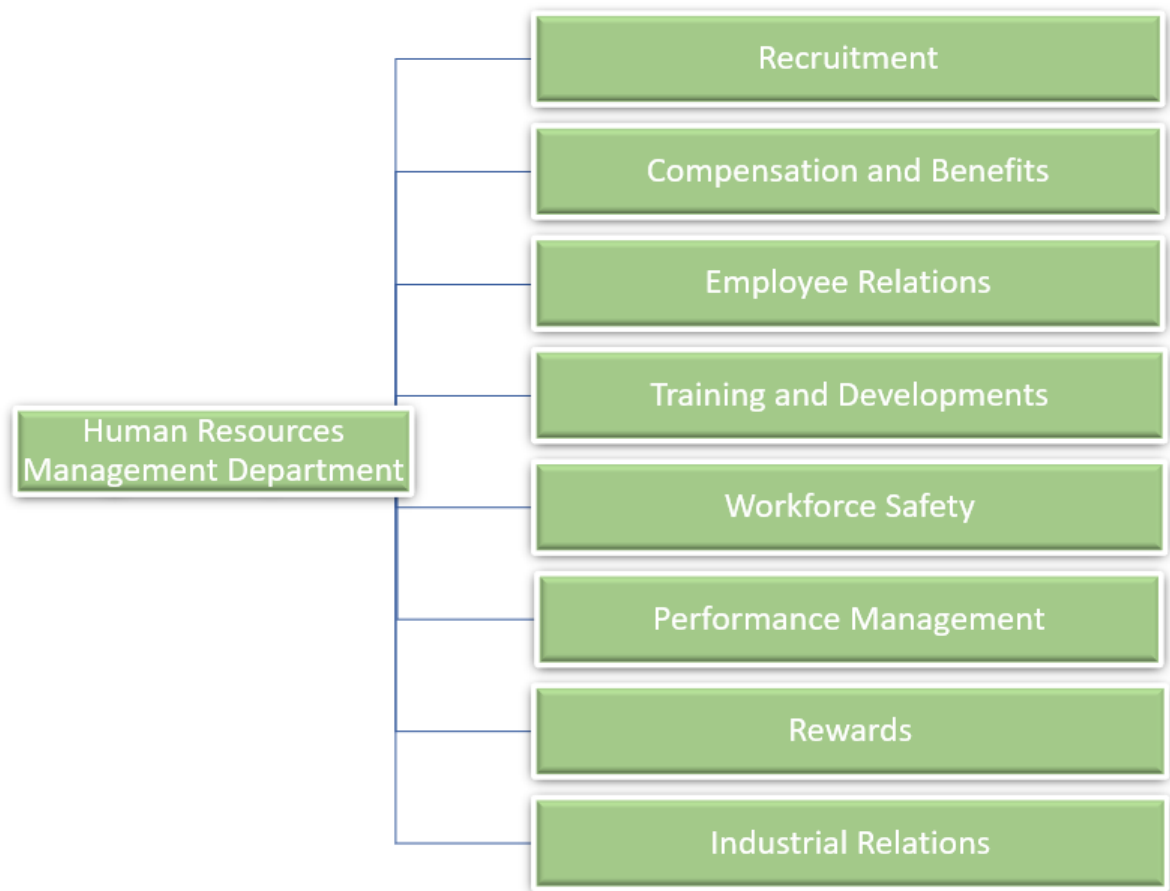 Recruitment
Compensation and Benefits
Employee Relations
Training and Developments
Human Resources
Management Department
Workforce Safety
Performance Management
Rewards
Industrial Relations